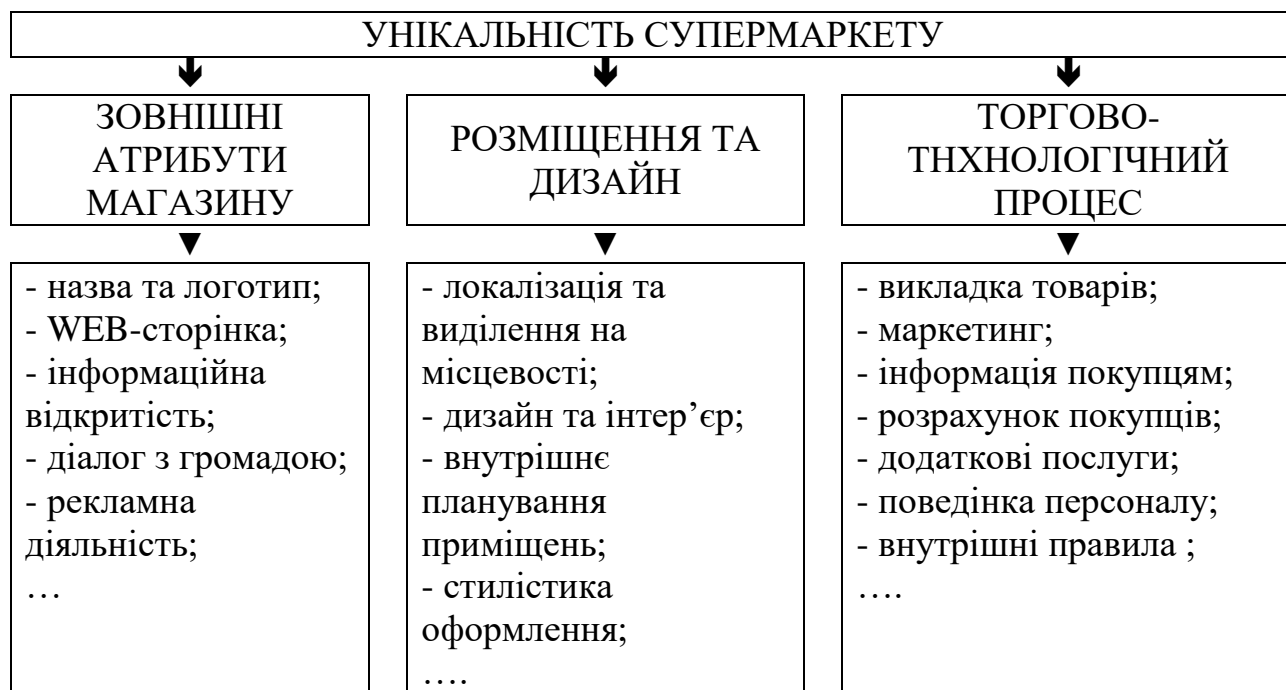 УНІКАЛЬНІСТЬ СУПЕРМАРКЕТУ
ЗОВНІШНІ
АТРИБУТИ
МАГАЗИНУ
РОЗМІЩЕННЯ ТА
ДИЗАЙН
ТОРГОВО-
ТНХНОЛОГІЧНИЙ
ПРОЦЕС
- назва та логотип;
- WEB-сторінка;
- інформаційна
відкритість;
- діалог з громадою;
- рекламна
діяльність;
…
- локалізація та
виділення на
місцевості;
- дизайн та інтер’єр;
- внутрішнє
планування
приміщень;
- стилістика
оформлення;
….
- викладка товарів;
- маркетинг;
- інформація покупцям;
- розрахунок покупців;
- додаткові послуги;
- поведінка персоналу;
- внутрішні правила ;
….